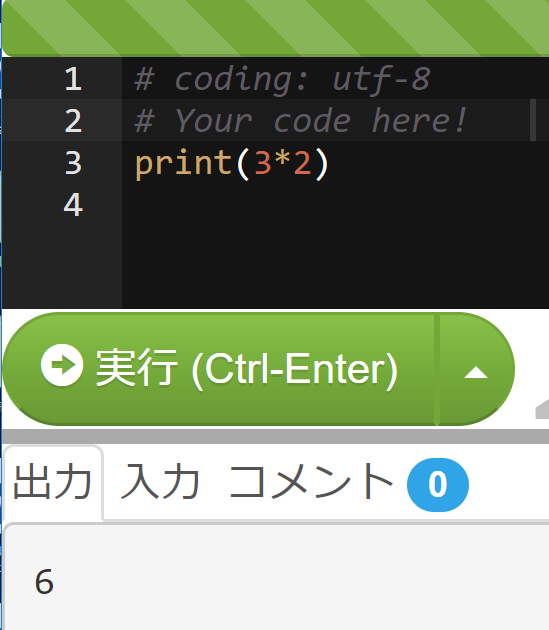 1 # coding: utf-8
2 # Your code here!
3 print(3*2)
4
実行 (Ctrl-Enter)
出力 入力 コメント 0
6